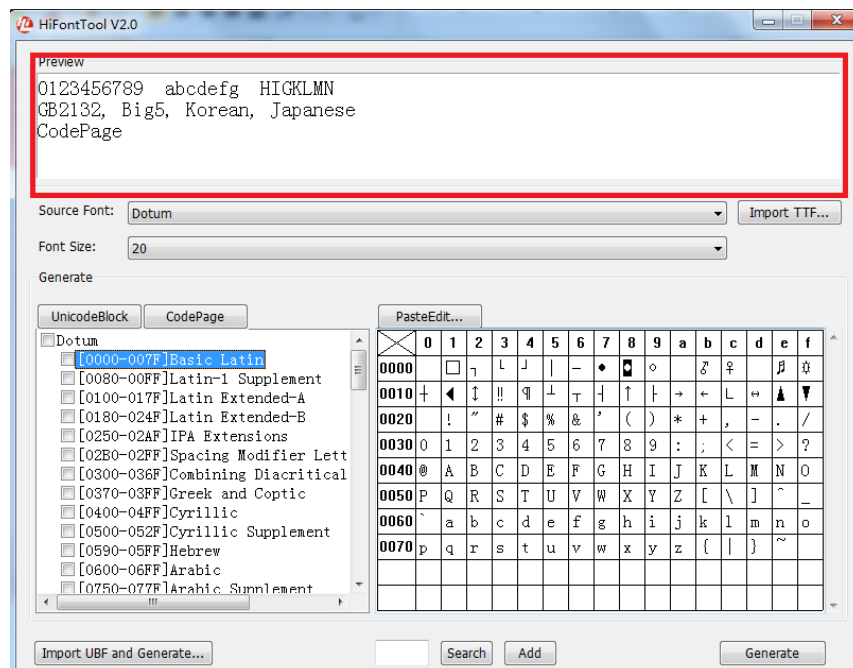 HiFontTool V2.0
Preview
0123456789 abcdefg HIGKLMN
GB2132, Big5, Korean, Japanese
CodePage
Source Font:
Dotum
Import TTF...
Font Size:
20
Generate
UnicodeBlock
CodePage
PasteEdit...
Dotum
[0000-007F]Basic Latin
[0080-00FF]Latin-1 Supplement
[0100-017F]Latin Extended-A
[0180-024F]Latin Extended-B
[0250-02AF]IPA Extensions
[02B0-02FF]Spacing Modifier Lett
[0300-036F]Combining Diacritical
[0370-03FF]Greek and Coptic
[0400-04FF]Cyrillic
[0500-052F]Cyrillic Supplement
[0590-05FF]Hebrew
[0600-06FF]Arabic
[0750-077F]Arabic Supplement
0 1 2 3 4 5 6 7 8 9 a b c d e f
0000 □ ┐ └ ┘ │ − ● ◘ ○ ♂ ♀ ♬ ☼
0010 ┼ ◀ ↕ ‼ ¶ ┴ ┬ ┤ ↑ ├ → ← ∟ ↔ ▲ ▼
0020 ! " # $ % & ' ( ) * + , - . /
0030 0 1 2 3 4 5 6 7 8 9 : ; < = > ?
0040 @ A B C D E F G H I J K L M N O
0050 P Q R S T U V W X Y Z [ \ ] ^ _
0060 ` a b c d e f g h i j k l m n o
0070 p q r s t u v w x y z { | } ~
Import UBF and Generate...
Search
Add
Generate